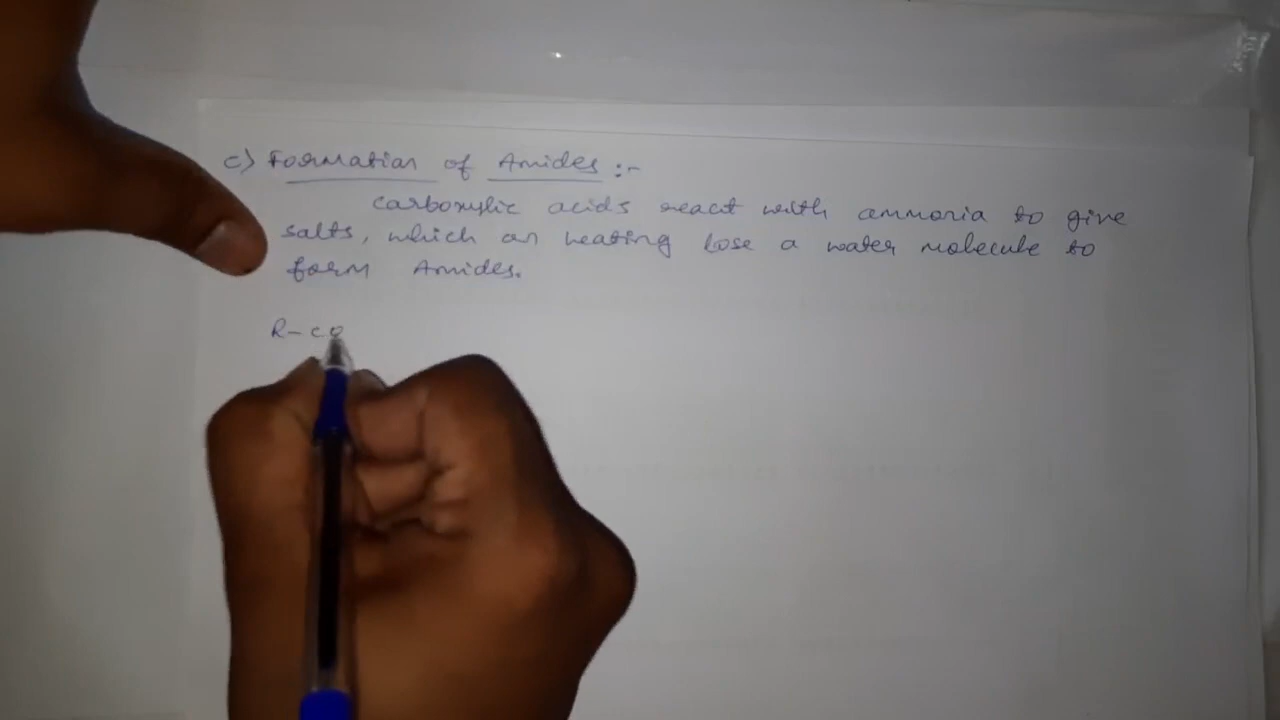 c) Formation of Amides :-
Carboxylic acids react with ammonia to give
salts, which on heating lose a water molecule to
form Amides.
R-CO